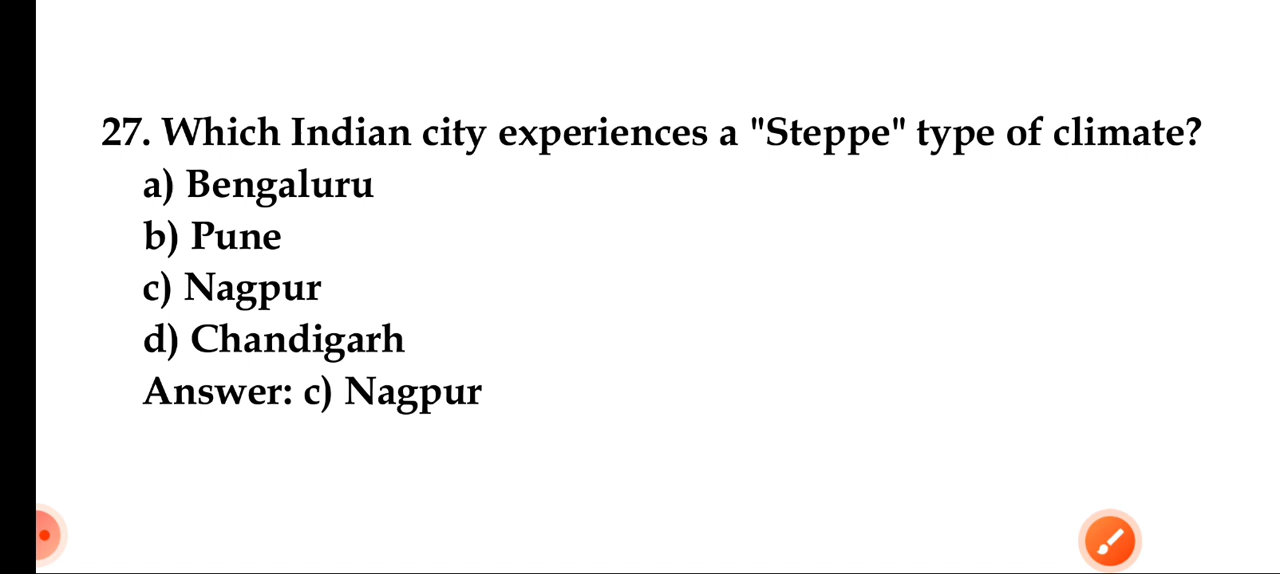 27. Which Indian city experiences a "Steppe" type of climate?
a) Bengaluru
b) Pune
c) Nagpur
d) Chandigarh
Answer: c) Nagpur